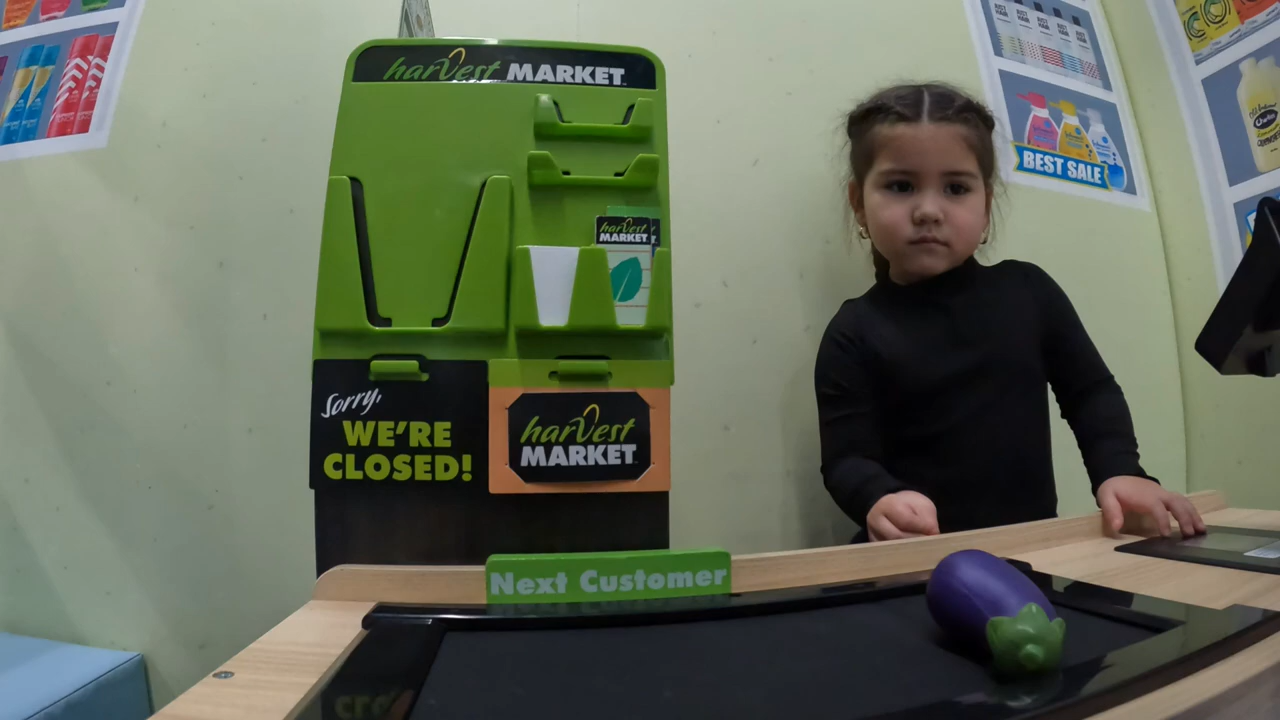 harvest MARKET
harvest
MARKET
Sorry,
WE'RE
CLOSED!
harvest
MARKET
Next Customer
BEST SALE